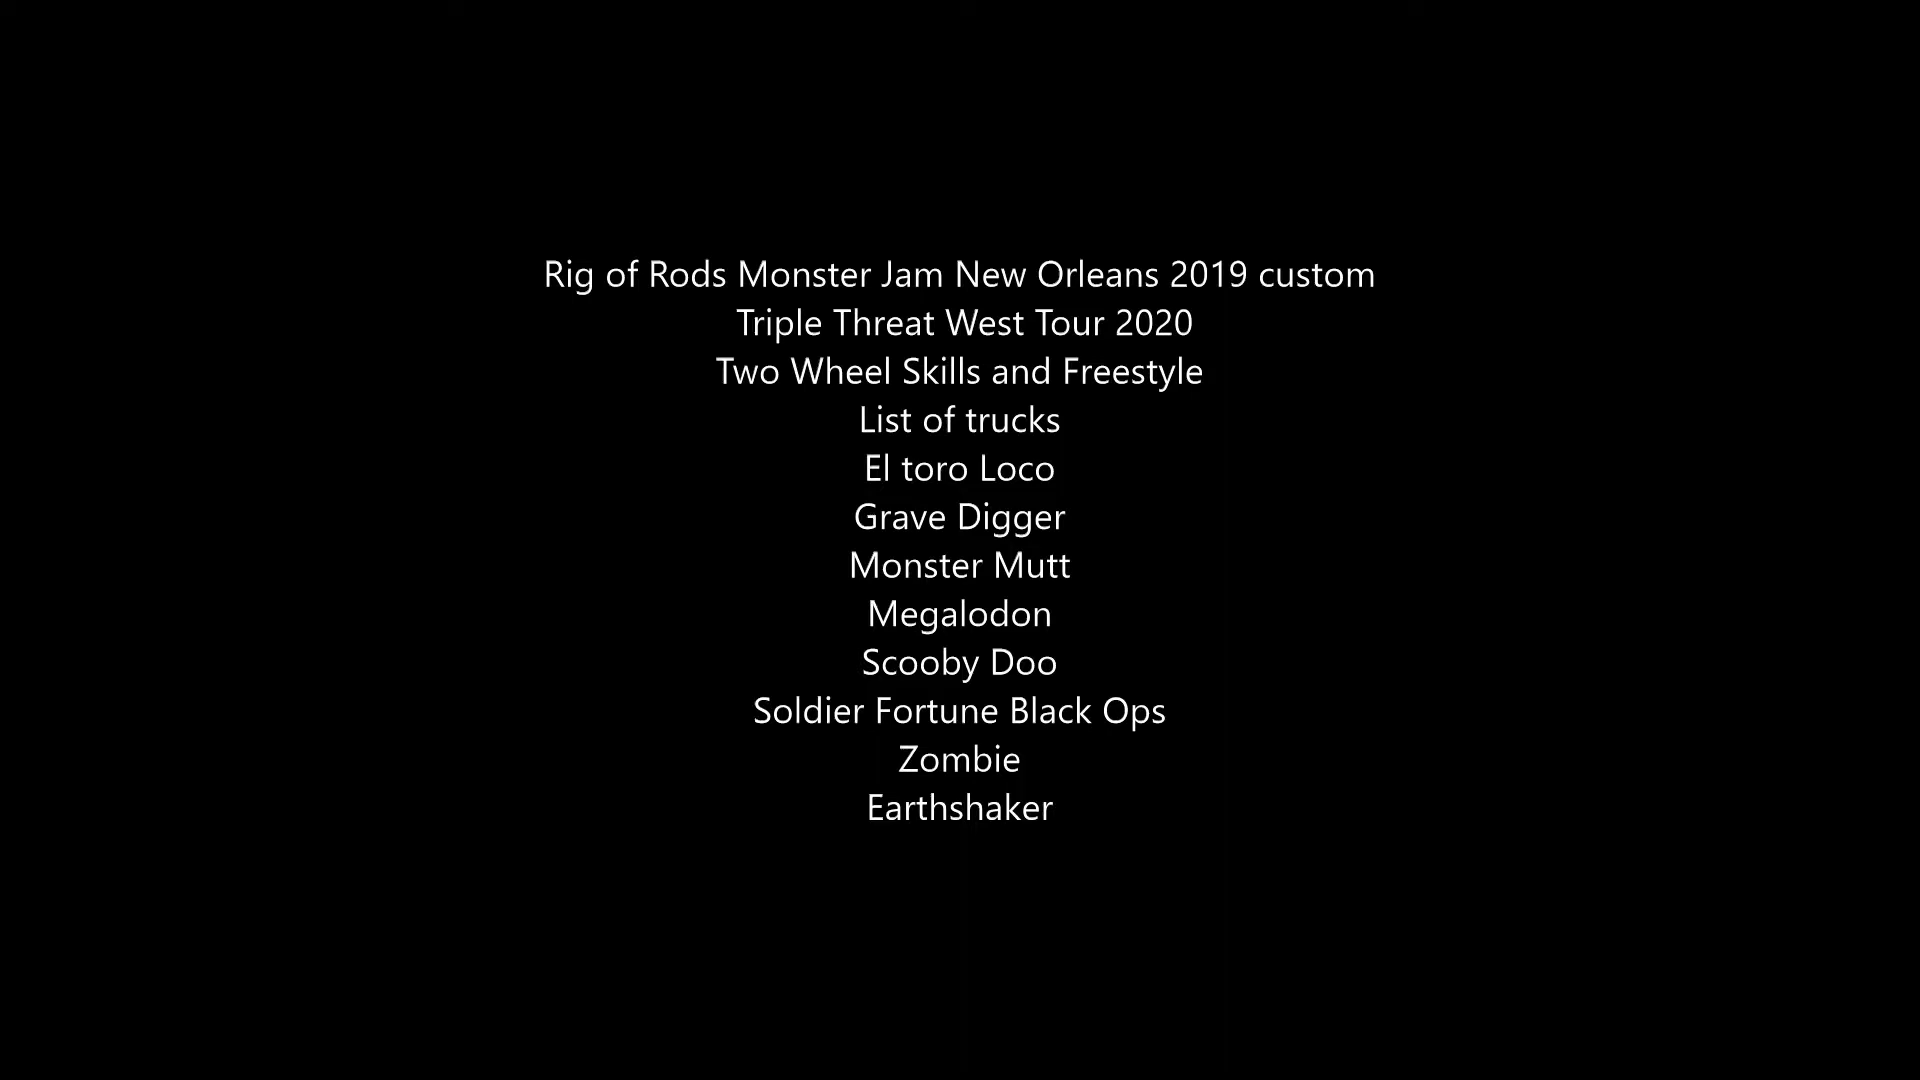 Rig of Rods Monster Jam New Orleans 2019 custom
Triple Threat West Tour 2020
Two Wheel Skills and Freestyle
List of trucks
El toro Loco
Grave Digger
Monster Mutt
Megalodon
Scooby Doo
Soldier Fortune Black Ops
Zombie
Earthshaker